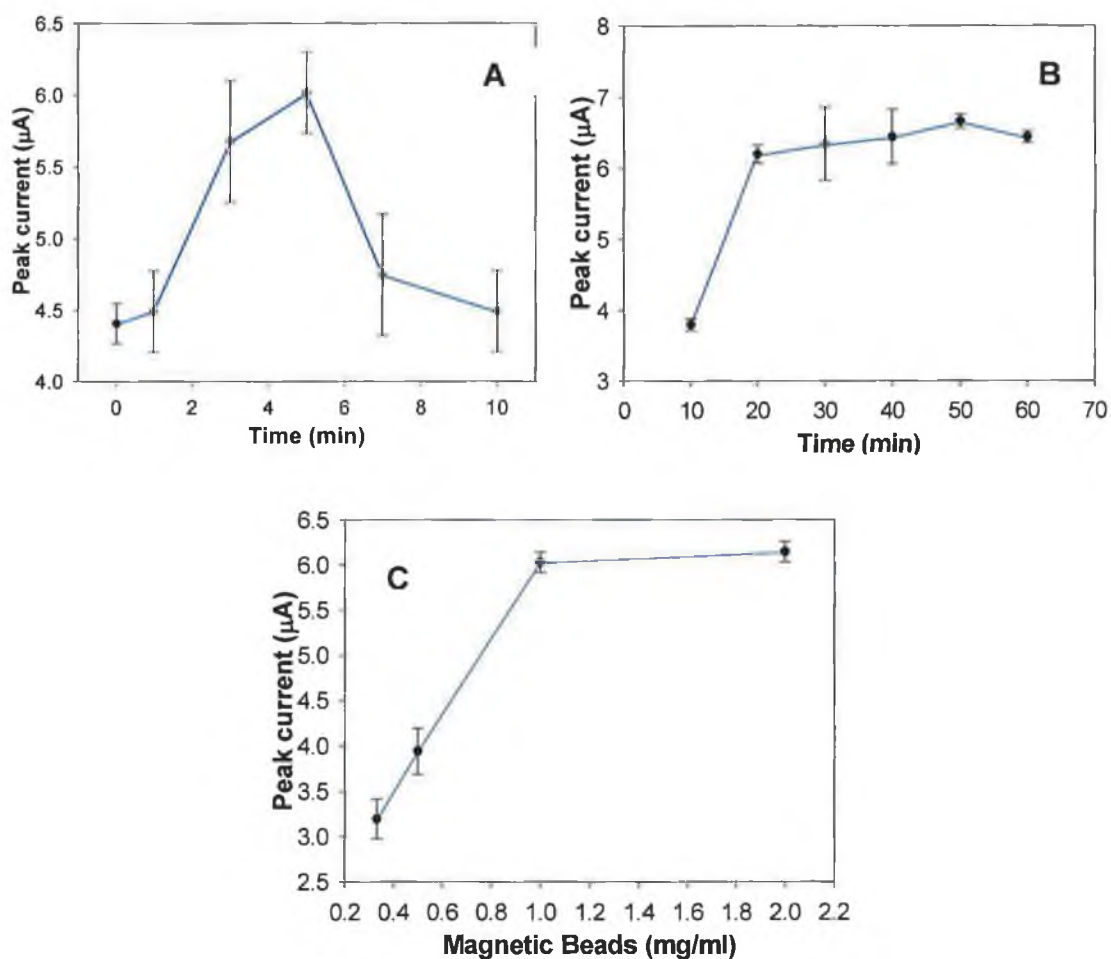 6.5
6.0
5.5
5.0
4.5
4.0
Peak current (μA)
A
0 2 4 6 8 10
Time (min)
8
7
6
5
4
3
Peak current (μA)
B
0 10 20 30 40 50 60 70
Time (min)
6.5
6.0
5.5
5.0
4.5
4.0
3.5
3.0
2.5
Peak current (μA)
C
0.2 0.4 0.6 0.8 1.0 1.2 1.4 1.6 1.8 2.0 2.2
Magnetic Beads (mg/ml)